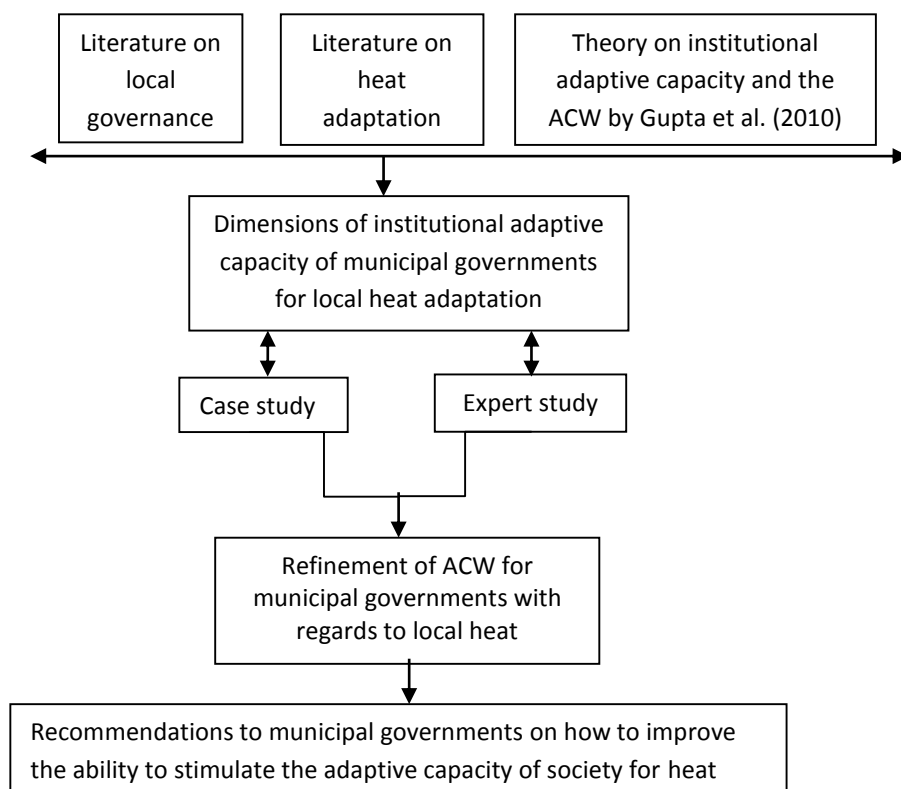 Literature on
local
governance
Literature on
heat
adaptation
Theory on institutional
adaptive capacity and the
ACW by Gupta et al. (2010)
Dimensions of institutional adaptive
capacity of municipal governments
for local heat adaptation
Case study
Expert study
Refinement of ACW for
municipal governments with
regards to local heat
Recommendations to municipal governments on how to improve
the ability to stimulate the adaptive capacity of society for heat